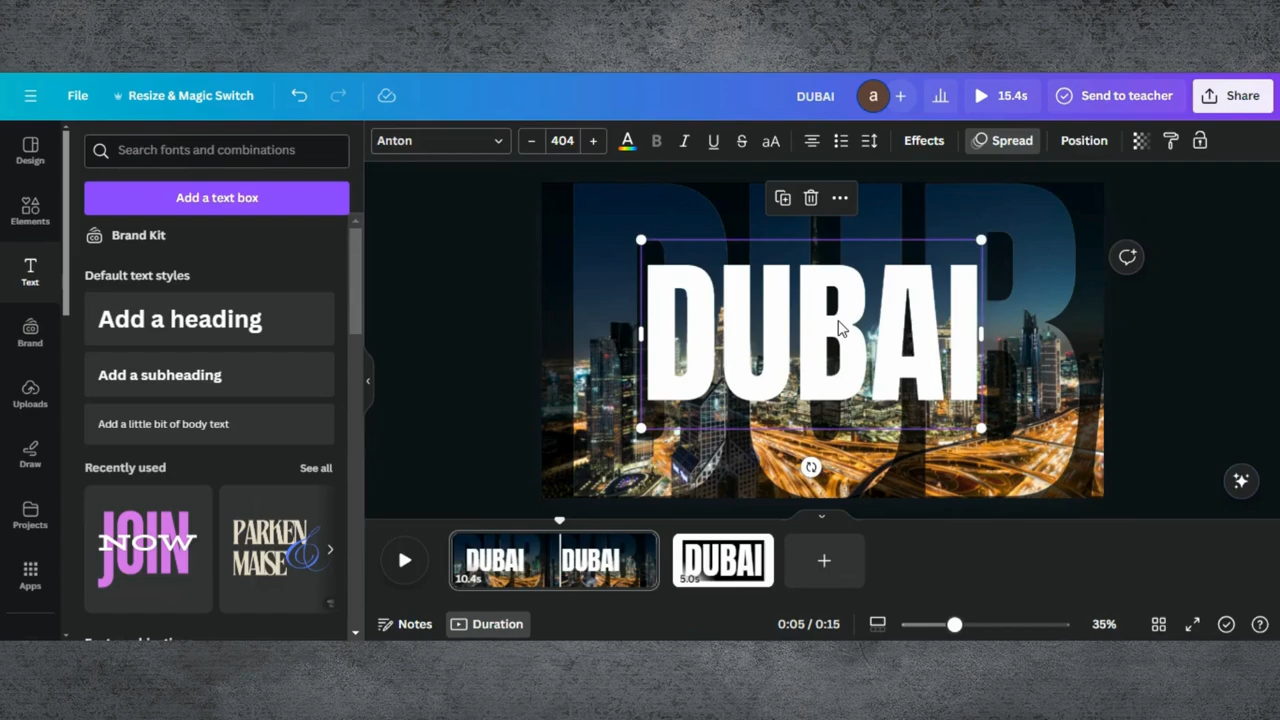 File
Resize & Magic Switch
DUBAI
a
15.4s
Send to teacher
Share
Design
Elements
Text
Brand
Uploads
Draw
Projects
Apps
Search fonts and combinations
Add a text box
Brand Kit
Default text styles
Add a heading
Add a subheading
Add a little bit of body text
Recently used
See all
JOIN
NOW
PARKEN
MAISE
&
Anton
404
A
B
I
U
S
aA
Effects
Spread
Position
DUB
DUBAI
DUBAI
DUBAI
10.4s
DUBAI
5.0s
Notes
Duration
0:05 / 0:15
35%